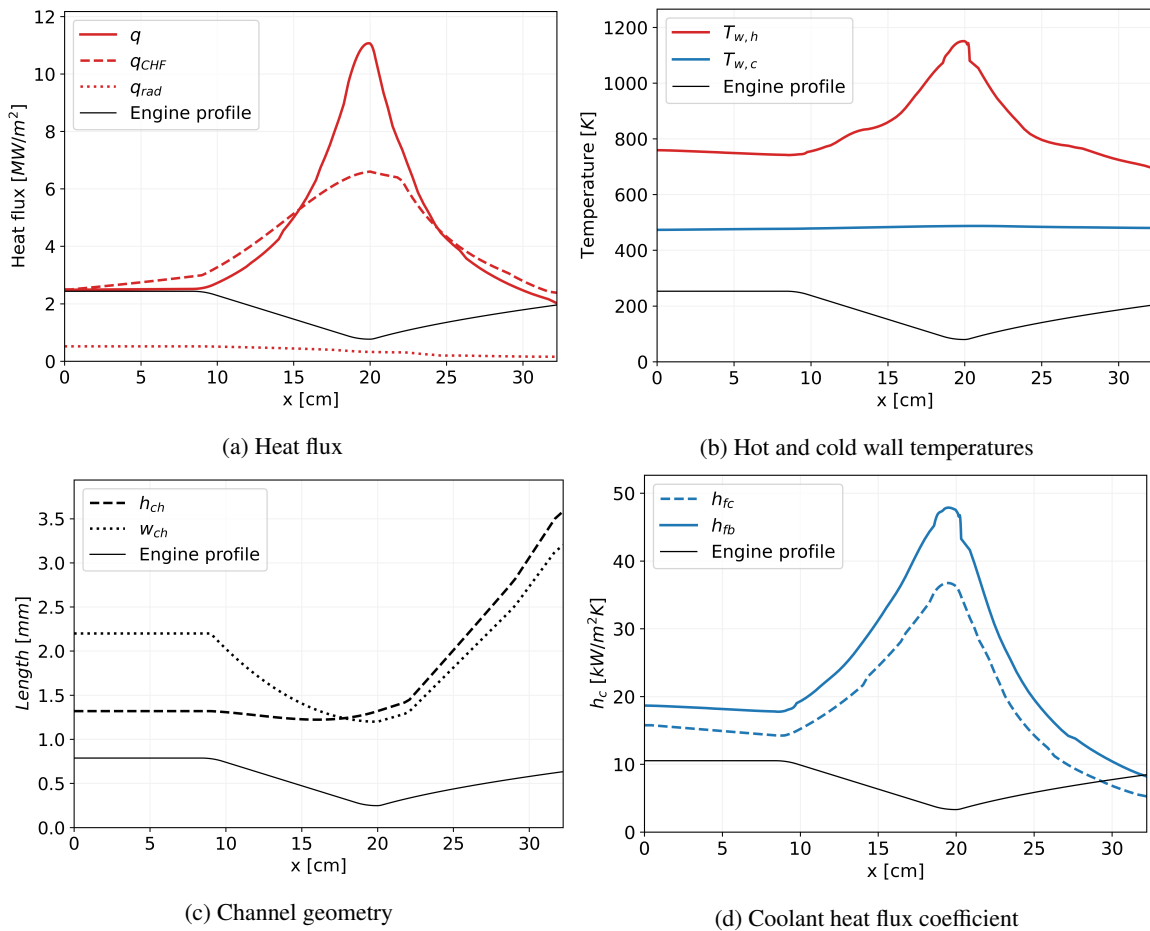 q
q_CHF
q_rad
Engine profile
Heat flux [MW/m²]
12
10
8
6
4
2
0
0 5 10 15 20 25 30
x [cm]
(a) Heat flux
T_w,h
T_w,c
Engine profile
Temperature [K]
1200
1000
800
600
400
200
0
0 5 10 15 20 25 30
x [cm]
(b) Hot and cold wall temperatures
h_ch
w_ch
Engine profile
Length [mm]
3.5
3.0
2.5
2.0
1.5
1.0
0.5
0.0
0 5 10 15 20 25 30
x [cm]
(c) Channel geometry
h_fc
h_fb
Engine profile
h_c [kW/m²K]
50
40
30
20
10
0
0 5 10 15 20 25 30
x [cm]
(d) Coolant heat flux coefficient